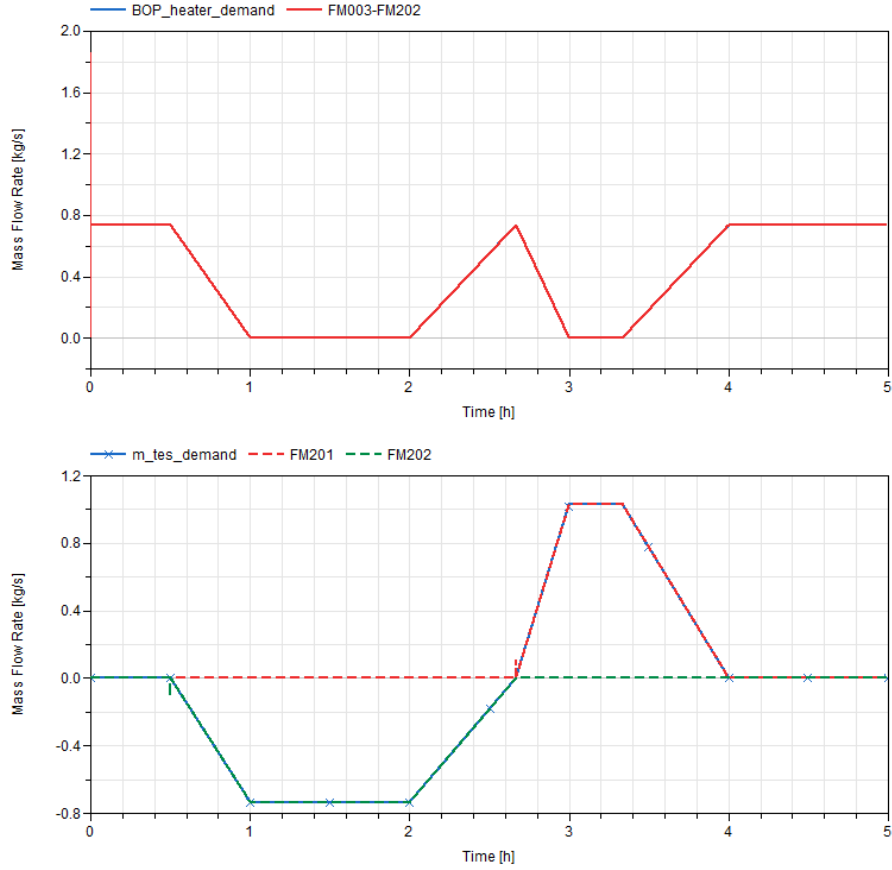 BOP_heater_demand FM003-FM202
2.0
1.6
1.2
0.8
0.4
0.0
Mass Flow Rate [kg/s]
0 1 2 3 4 5
Time [h]
m_tes_demand FM201 FM202
1.2
0.8
0.4
0.0
-0.4
-0.8
Mass Flow Rate [kg/s]
0 1 2 3 4 5
Time [h]